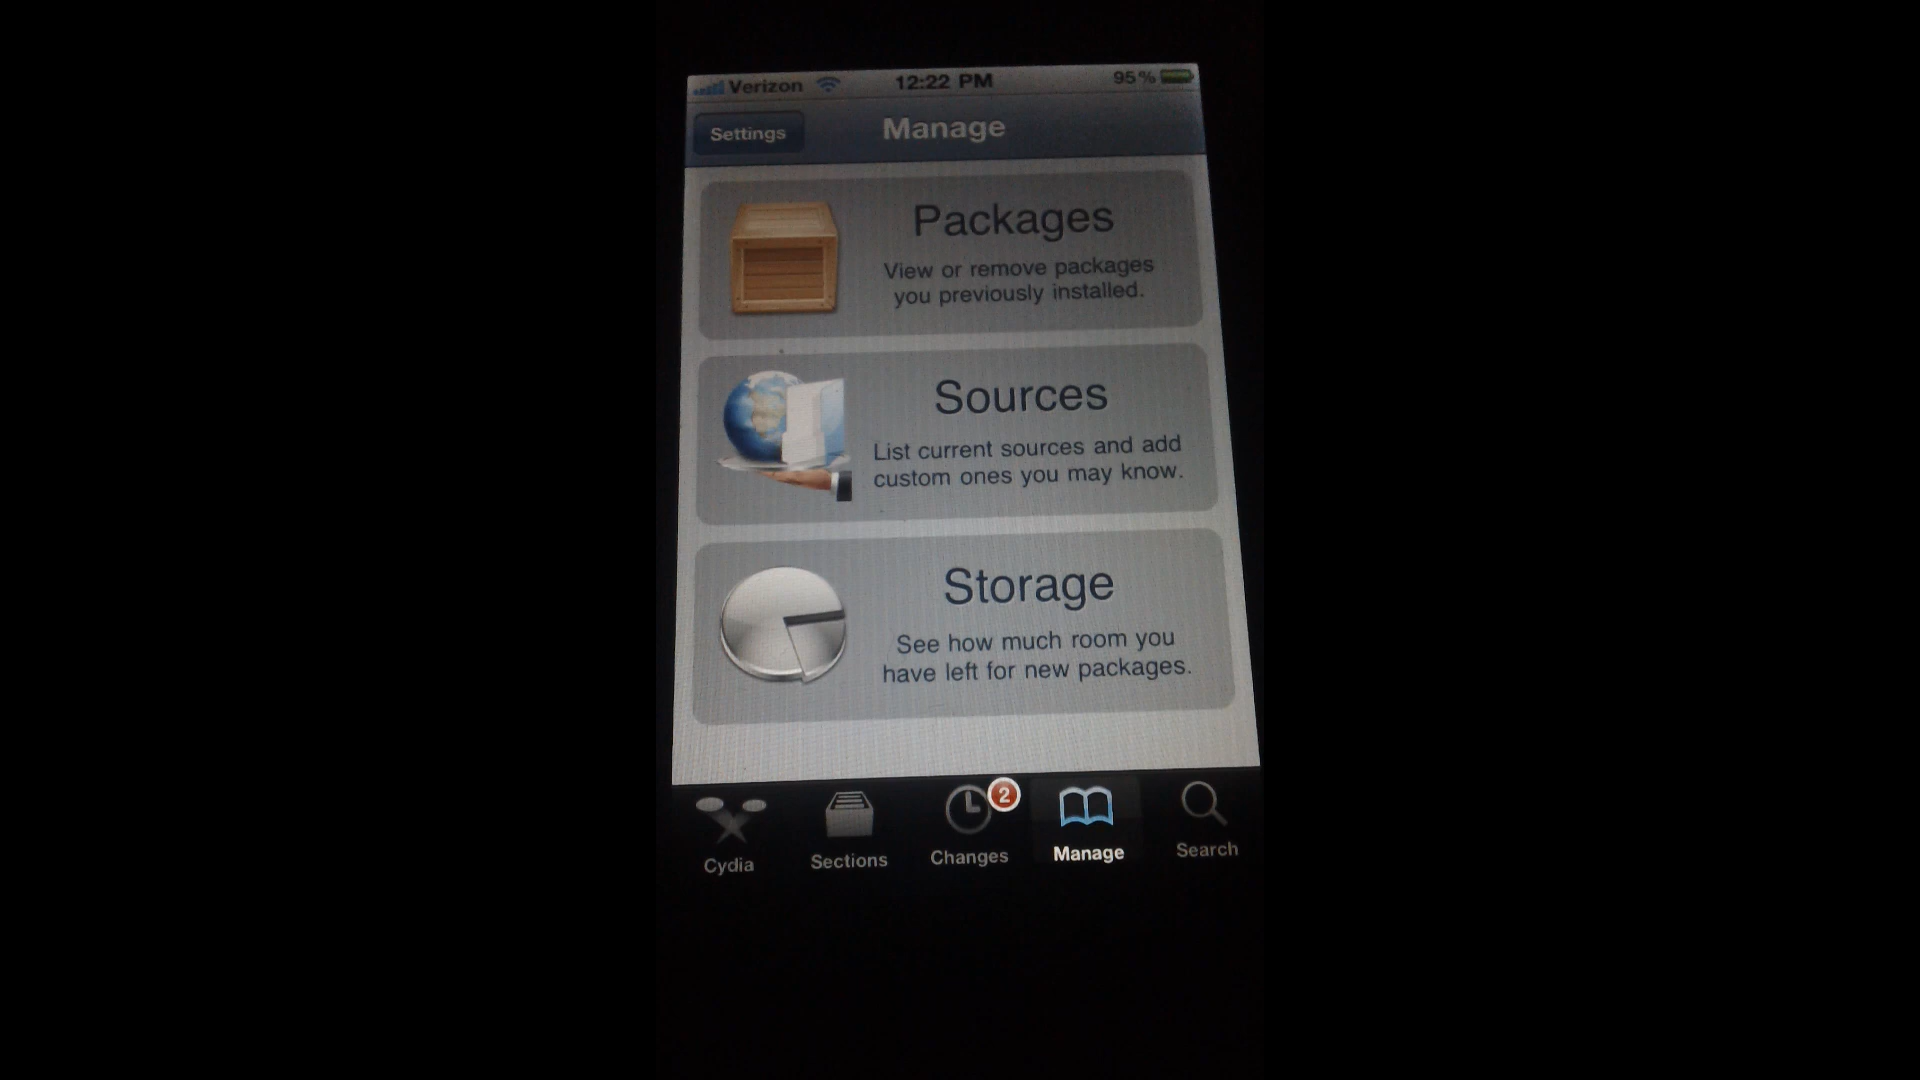 Verizon 12:22 PM 95%
Settings Manage
Packages
View or remove packages
you previously installed.
Sources
List current sources and add
custom ones you may know.
Storage
See how much room you
have left for new packages.
2
Cydia Sections Changes Manage Search